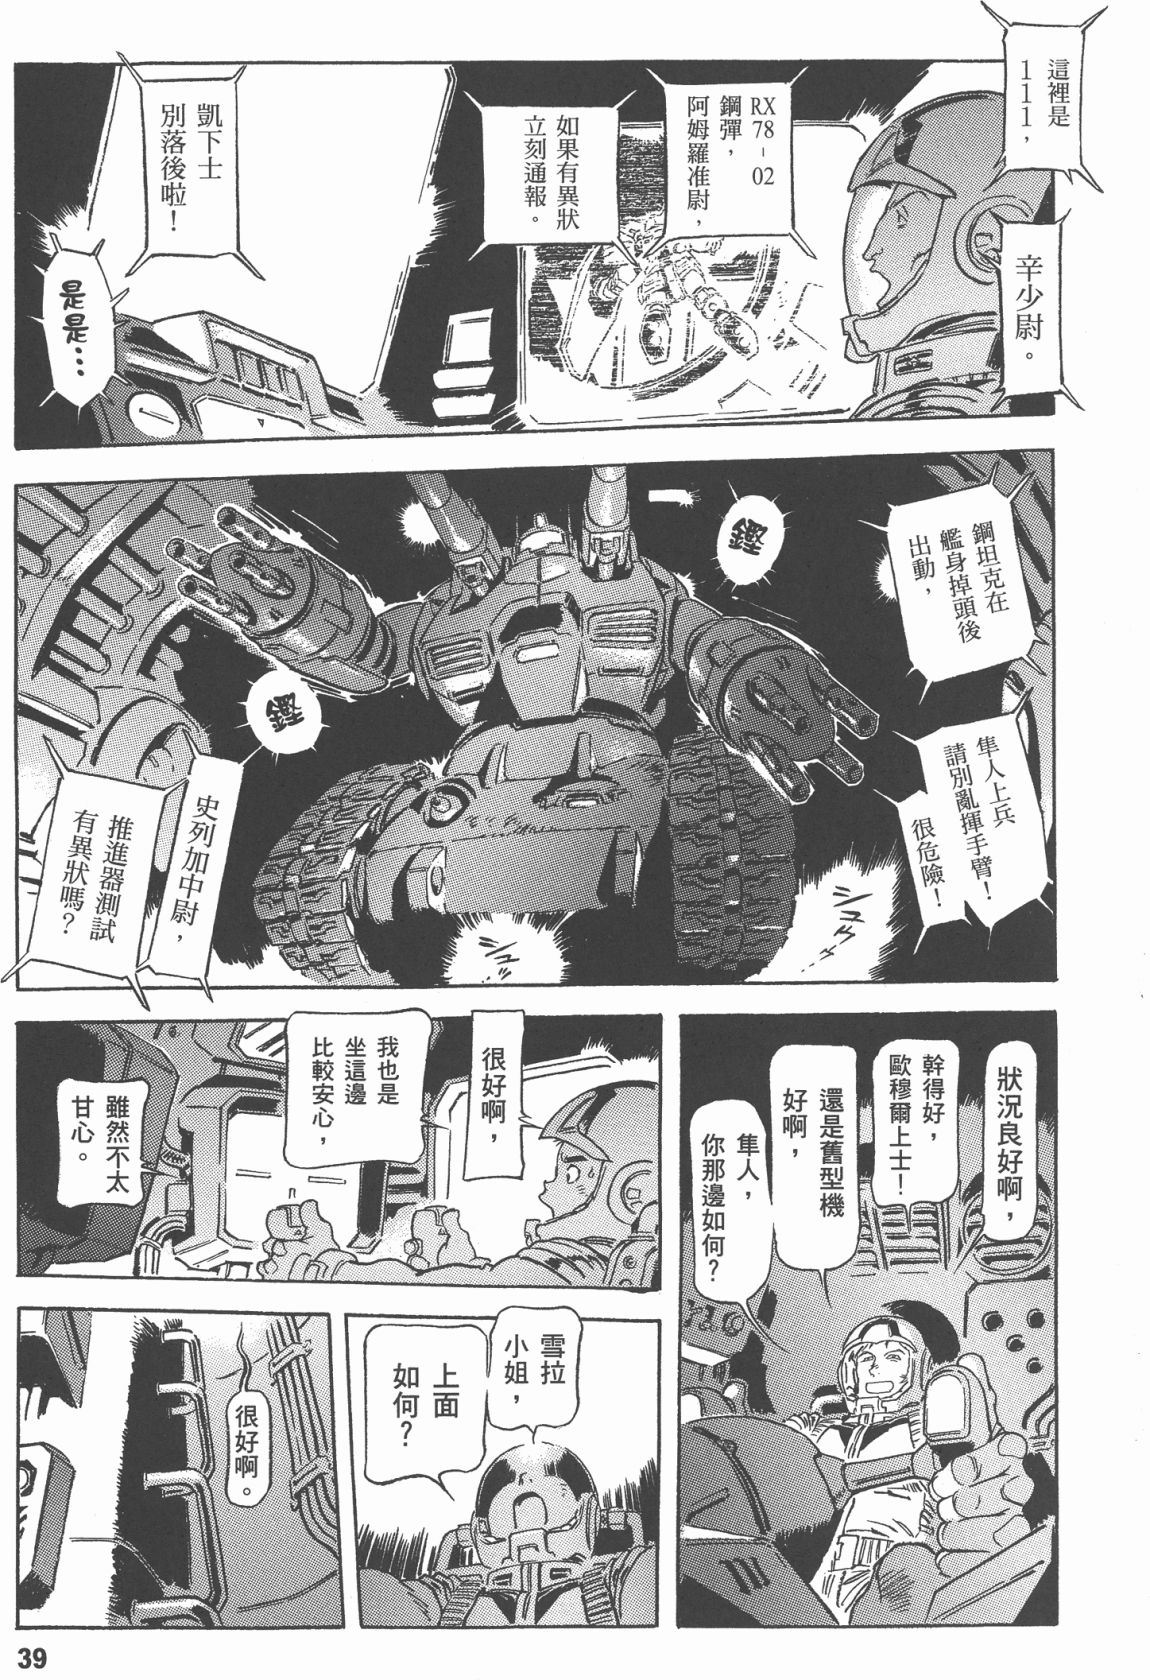 這裡是
111，
辛少尉。
RX
78-02
鋼彈，
阿姆羅准尉，
如果有異狀
立刻通報。
凱下士
別落後啦！
是是…
鋼坦克在
艦身掉頭後
出動，
隼人上兵
請別亂揮手臂！
很危險！
鏗
鏗
史列加中尉，
推進器測試
有異狀嗎？
シュウ
シュウ
狀況良好啊，
幹得好，
歐穆爾上士！
還是舊型機
好啊，
隼人，
你那邊如何？
很好啊，
我也是
坐這邊
比較安心，
雖然不太
甘心。
雪拉
小姐，
上面
如何？
很好啊。
39